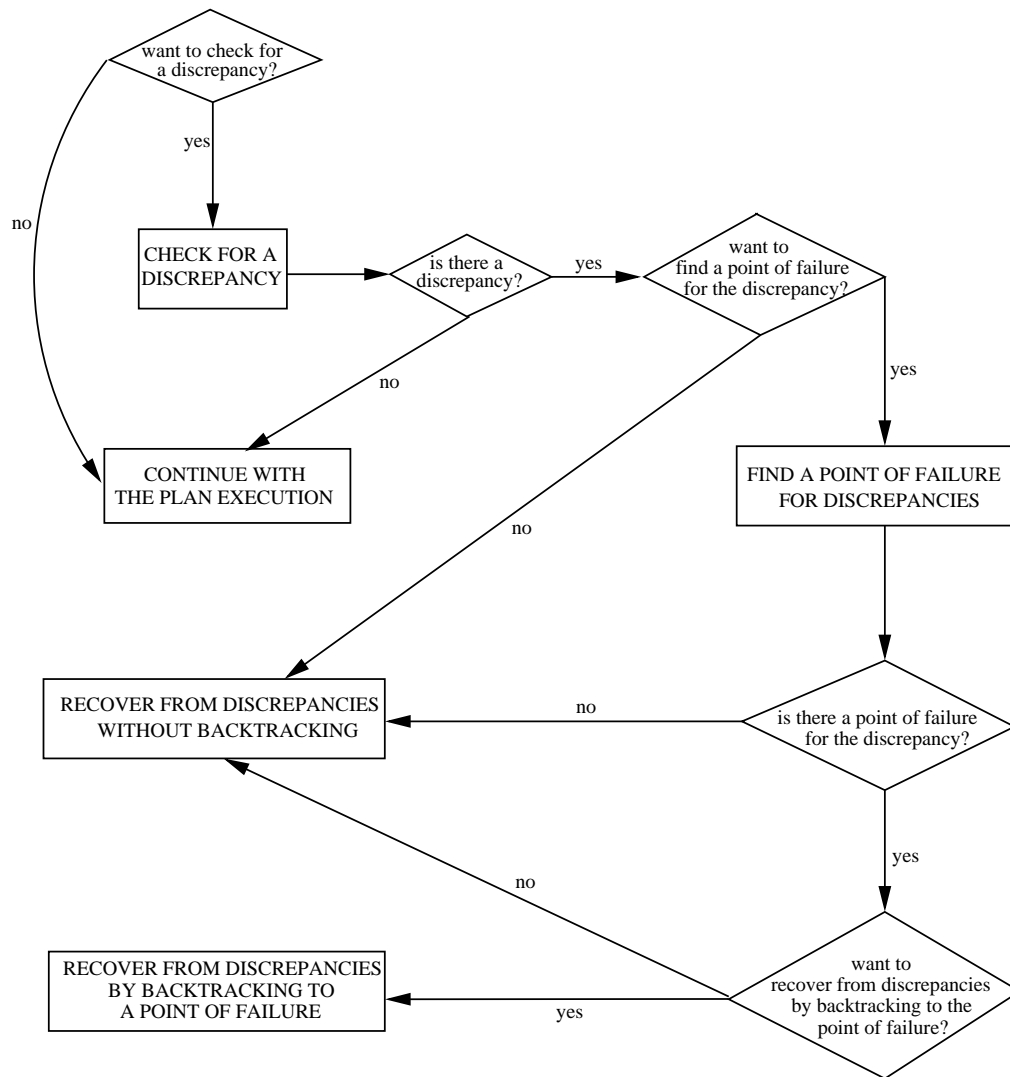 want to check for
a discrepancy?
yes
no
CHECK FOR A
DISCREPANCY
is there a
discrepancy?
yes
want to
find a point of failure
for the discrepancy?
no
yes
CONTINUE WITH
THE PLAN EXECUTION
FIND A POINT OF FAILURE
FOR DISCREPANCIES
no
RECOVER FROM DISCREPANCIES
WITHOUT BACKTRACKING
no
is there a point of failure
for the discrepancy?
yes
no
RECOVER FROM DISCREPANCIES
BY BACKTRACKING TO
A POINT OF FAILURE
yes
want to
recover from discrepancies
by backtracking to the
point of failure?